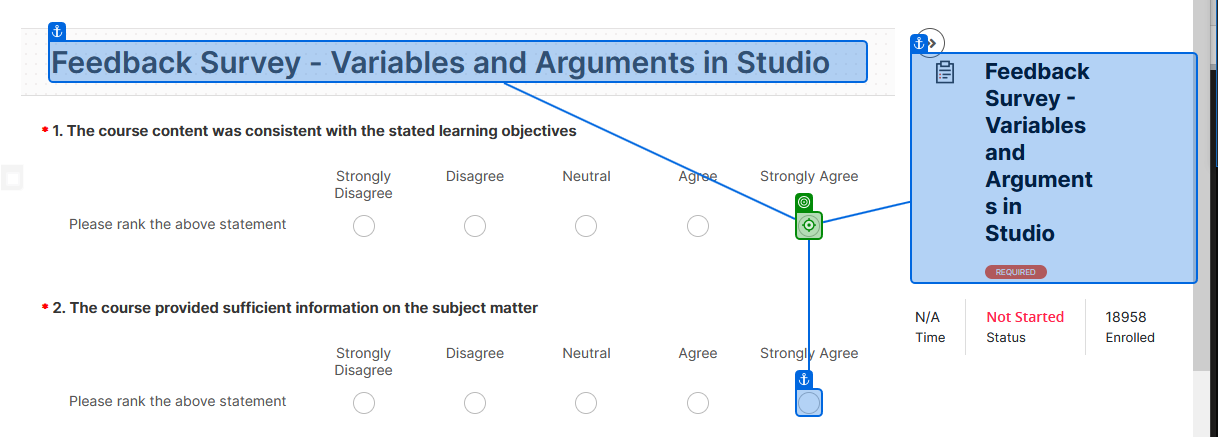 Feedback Survey - Variables and Arguments in Studio
* 1. The course content was consistent with the stated learning objectives
Strongly Disagree
Disagree
Neutral
Agree
Strongly Agree
Please rank the above statement
* 2. The course provided sufficient information on the subject matter
Strongly Disagree
Disagree
Neutral
Agree
Strongly Agree
Please rank the above statement
Feedback
Survey -
Variables
and
Argument
s in
Studio
REQUIRED
N/A
Time
Not Started
Status
18958
Enrolled